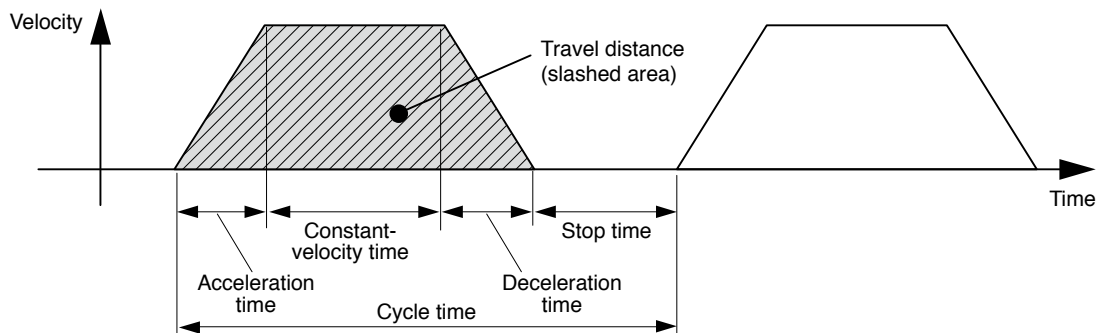 Velocity
Travel distance
(slashed area)
Time
Constant-
velocity time
Stop time
Acceleration
time
Deceleration
time
Cycle time